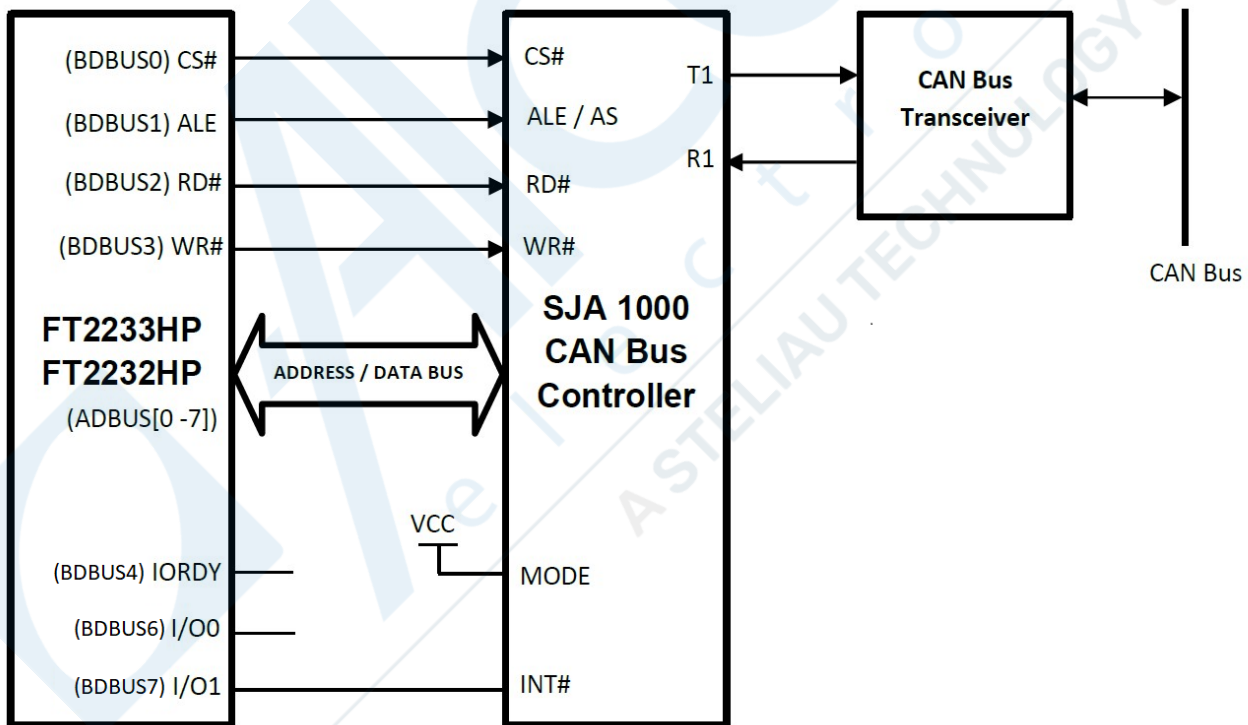 (BDBUS0) CS#
(BDBUS1) ALE
(BDBUS2) RD#
(BDBUS3) WR#
FT2233HP
FT2232HP
(ADBUS[0 -7])
(BDBUS4) IORDY
(BDBUS6) I/O0
(BDBUS7) I/O1
ADDRESS / DATA BUS
VCC
CS#
ALE / AS
RD#
WR#
SJA 1000
CAN Bus
Controller
MODE
INT#
T1
R1
CAN Bus
Transceiver
CAN Bus
electro
A STELIAU TECHNOLOGY